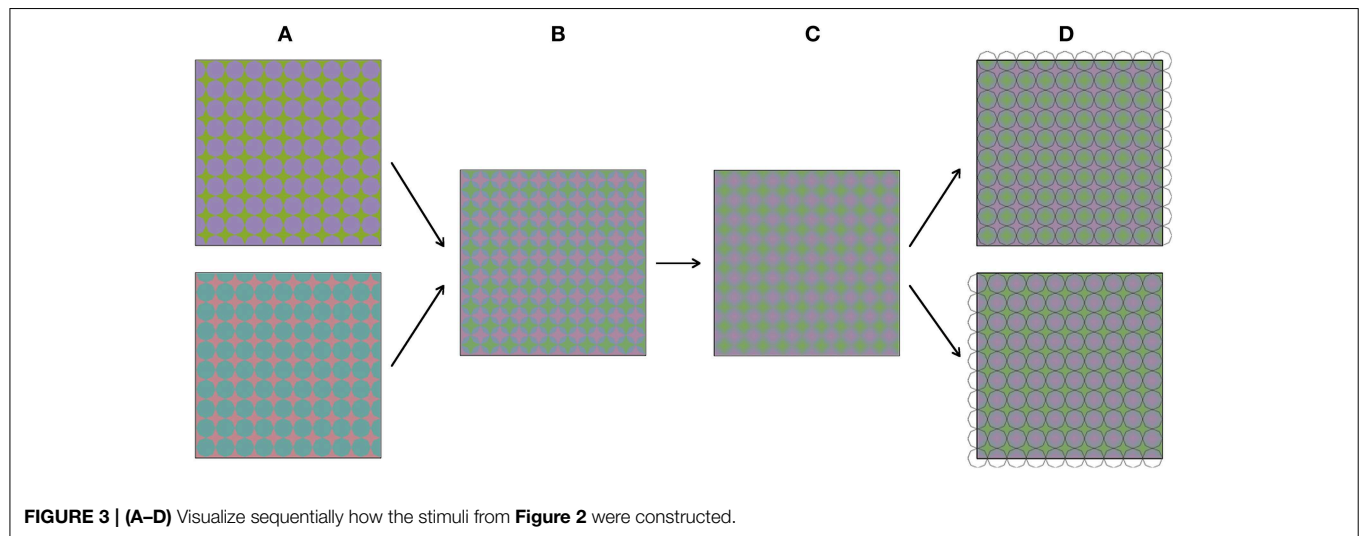 A B C D
FIGURE 3 | (A–D) Visualize sequentially how the stimuli from Figure 2 were constructed.